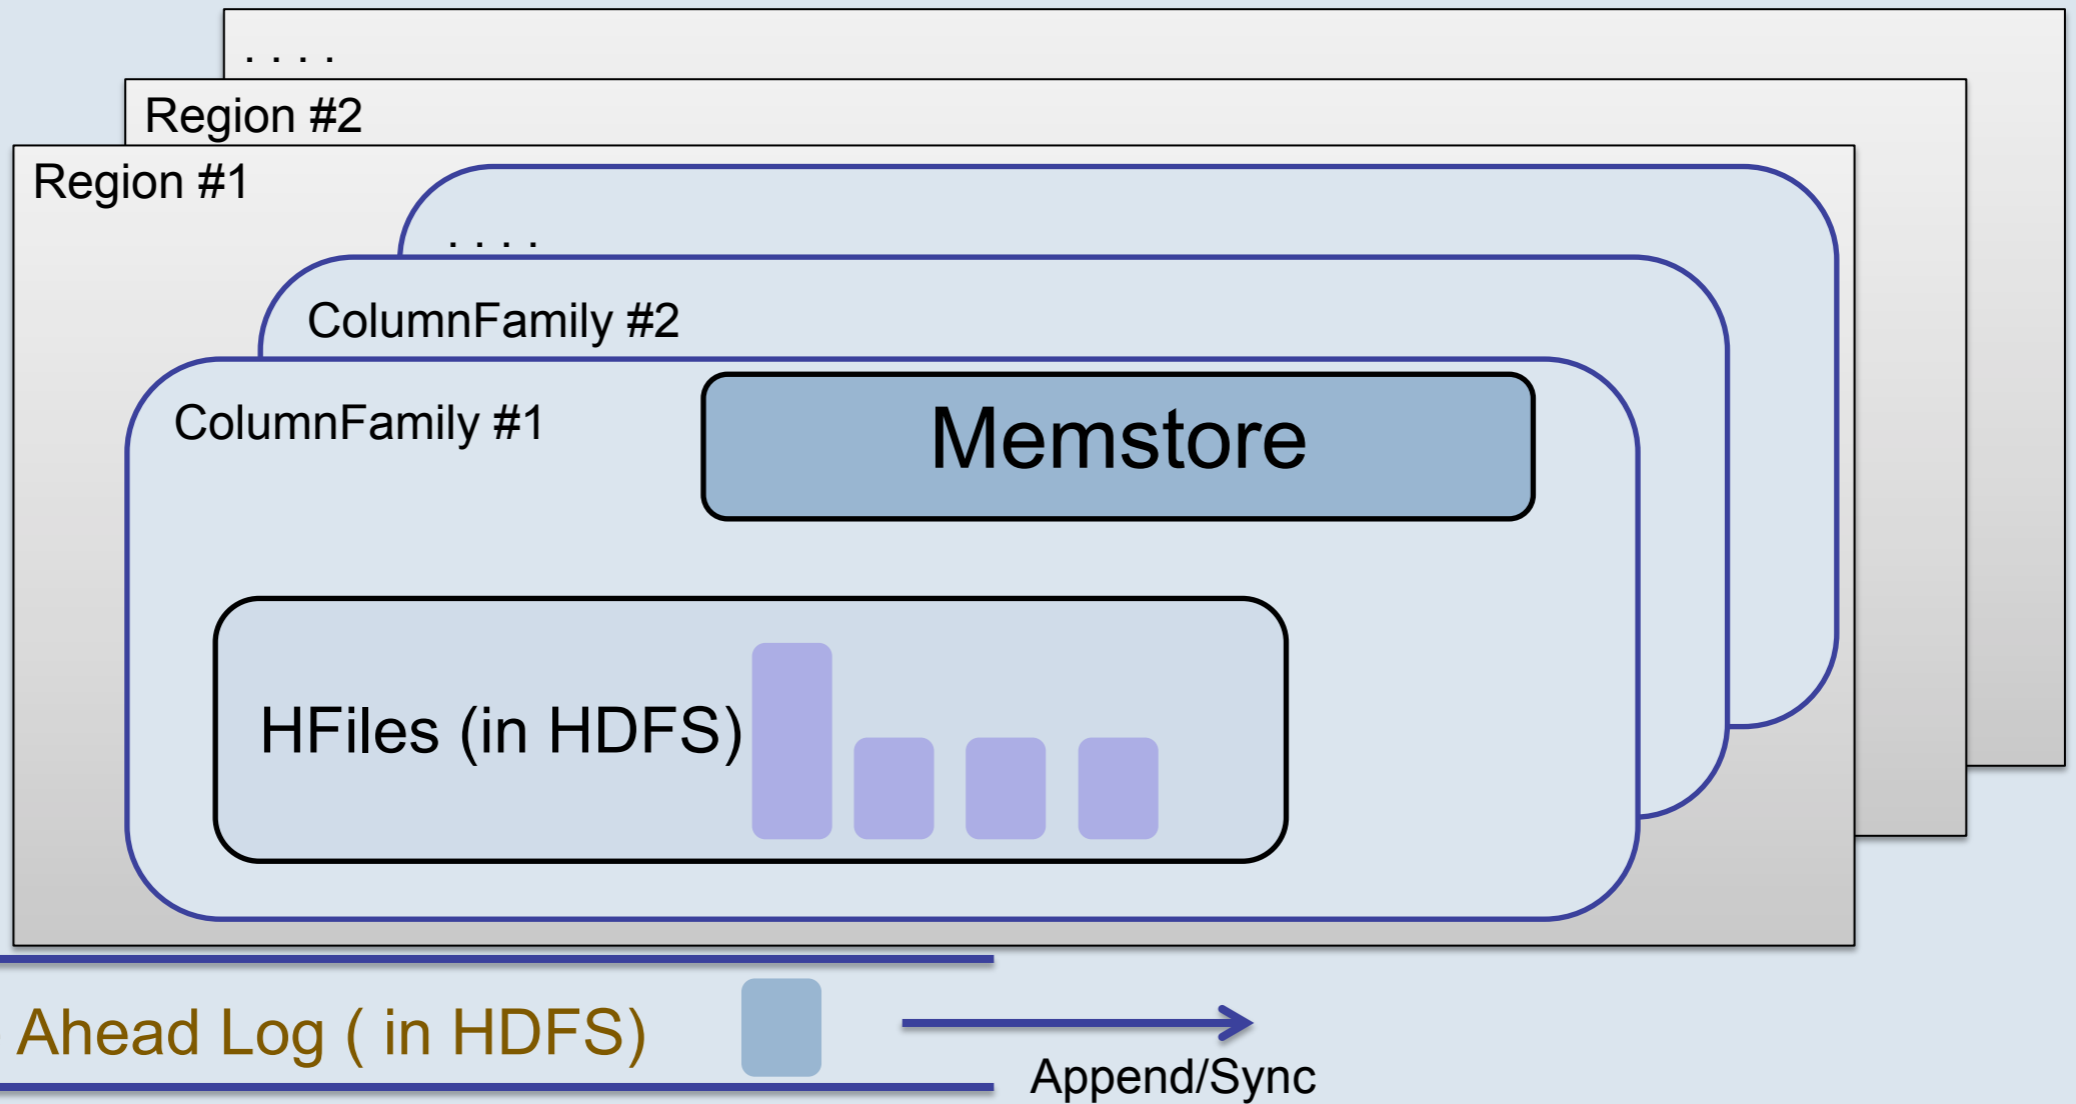 . . . .
Region #2
Region #1
. . . .
ColumnFamily #2
ColumnFamily #1
Memstore
HFiles (in HDFS)
Ahead Log ( in HDFS)
Append/Sync